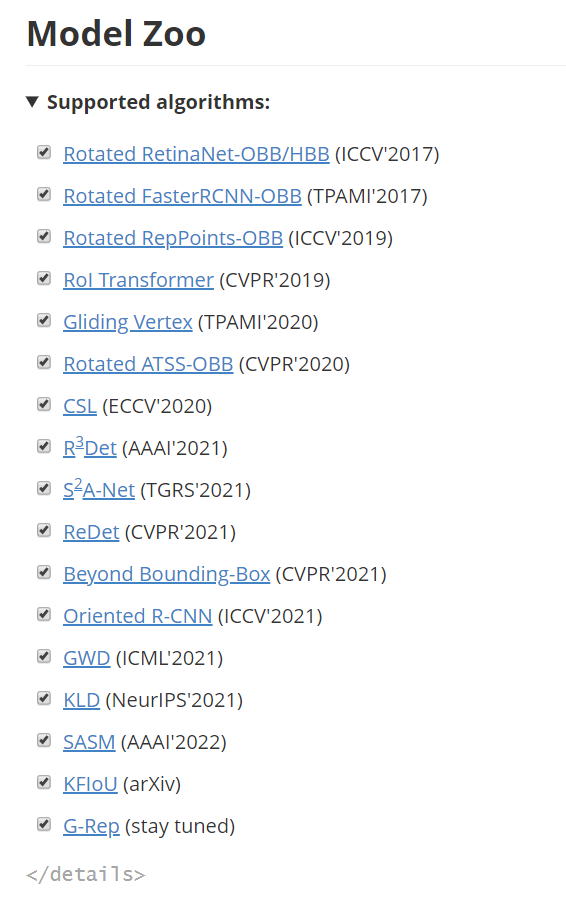 Model Zoo
Supported algorithms:
Rotated RetinaNet-OBB/HBB (ICCV'2017)
Rotated FasterRCNN-OBB (TPAMI'2017)
Rotated RepPoints-OBB (ICCV'2019)
RoI Transformer (CVPR'2019)
Gliding Vertex (TPAMI'2020)
Rotated ATSS-OBB (CVPR'2020)
CSL (ECCV'2020)
R³Det (AAAI'2021)
S²A-Net (TGRS'2021)
ReDet (CVPR'2021)
Beyond Bounding-Box (CVPR'2021)
Oriented R-CNN (ICCV'2021)
GWD (ICML'2021)
KLD (NeurIPS'2021)
SASM (AAAI'2022)
KFIoU (arXiv)
G-Rep (stay tuned)
</details>